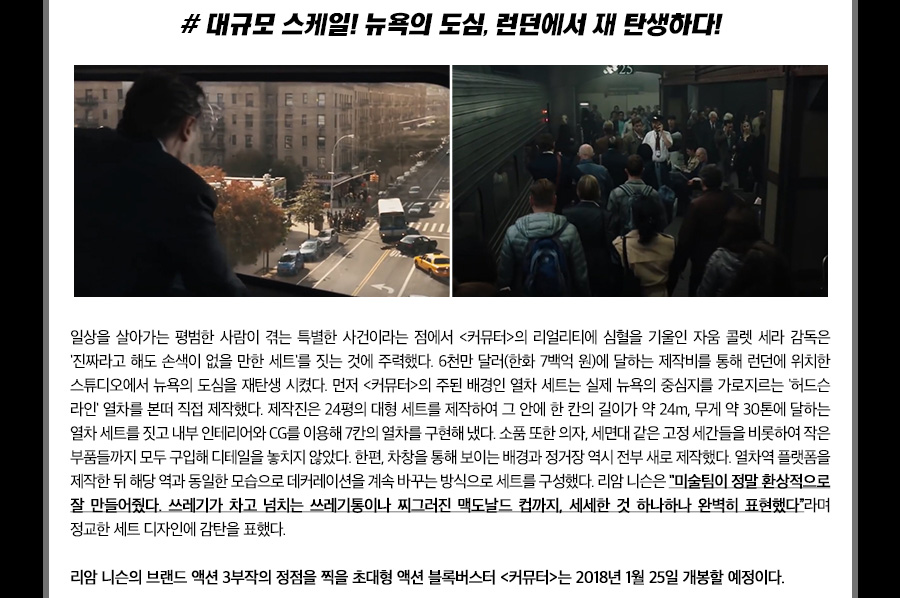 # 대규모 스케일! 뉴욕의 도심, 런던에서 재 탄생하다!
25
일상을 살아가는 평범한 사람이 겪는 특별한 사건이라는 점에서 <커뮤터>의 리얼리티에 심혈을 기울인 자움 콜렛 세라 감독은
'진짜라고 해도 손색이 없을 만한 세트'를 짓는 것에 주력했다. 6천만 달러(한화 7백억 원)에 달하는 제작비를 통해 런던에 위치한
스튜디오에서 뉴욕의 도심을 재탄생 시켰다. 먼저 <커뮤터>의 주된 배경인 열차 세트는 실제 뉴욕의 중심지를 가로지르는 '허드슨
라인' 열차를 본떠 직접 제작했다. 제작진은 24평의 대형 세트를 제작하여 그 안에 한 칸의 길이가 약 24m, 무게 약 30톤에 달하는
열차 세트를 짓고 내부 인테리어와 CG를 이용해 7칸의 열차를 구현해 냈다. 소품 또한 의자, 세면대 같은 고정 세간들을 비롯하여 작은
부품들까지 모두 구입해 디테일을 놓치지 않았다. 한편, 차창을 통해 보이는 배경과 정거장 역시 전부 새로 제작했다. 열차역 플랫폼을
제작한 뒤 해당 역과 동일한 모습으로 데커레이션을 계속 바꾸는 방식으로 세트를 구성했다. 리암 니슨은 "미술팀이 정말 환상적으로
잘 만들어줬다. 쓰레기가 차고 넘치는 쓰레기통이나 찌그러진 맥도날드 컵까지, 세세한 것 하나하나 완벽히 표현했다"라며
정교한 세트 디자인에 감탄을 표했다.
리암 니슨의 브랜드 액션 3부작의 정점을 찍을 초대형 액션 블록버스터 <커뮤터>는 2018년 1월 25일 개봉할 예정이다.